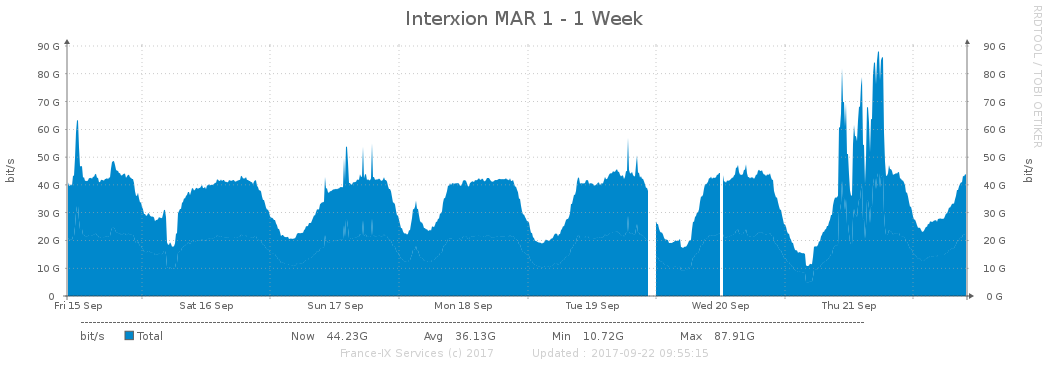 Interxion MAR 1 - 1 Week
RRDTOOL / TOBI OETIKER
bit/s
90 G 90 G
80 G 80 G
70 G 70 G
60 G 60 G
50 G 50 G
40 G 40 G
30 G 30 G
20 G 20 G
10 G 10 G
0 0 G
bit/s
Fri 15 Sep Sat 16 Sep Sun 17 Sep Mon 18 Sep Tue 19 Sep Wed 20 Sep Thu 21 Sep
bit/s Total Now 44.23G Avg 36.13G Min 10.72G Max 87.91G
France-IX Services (c) 2017 Updated : 2017-09-22 09:55:15